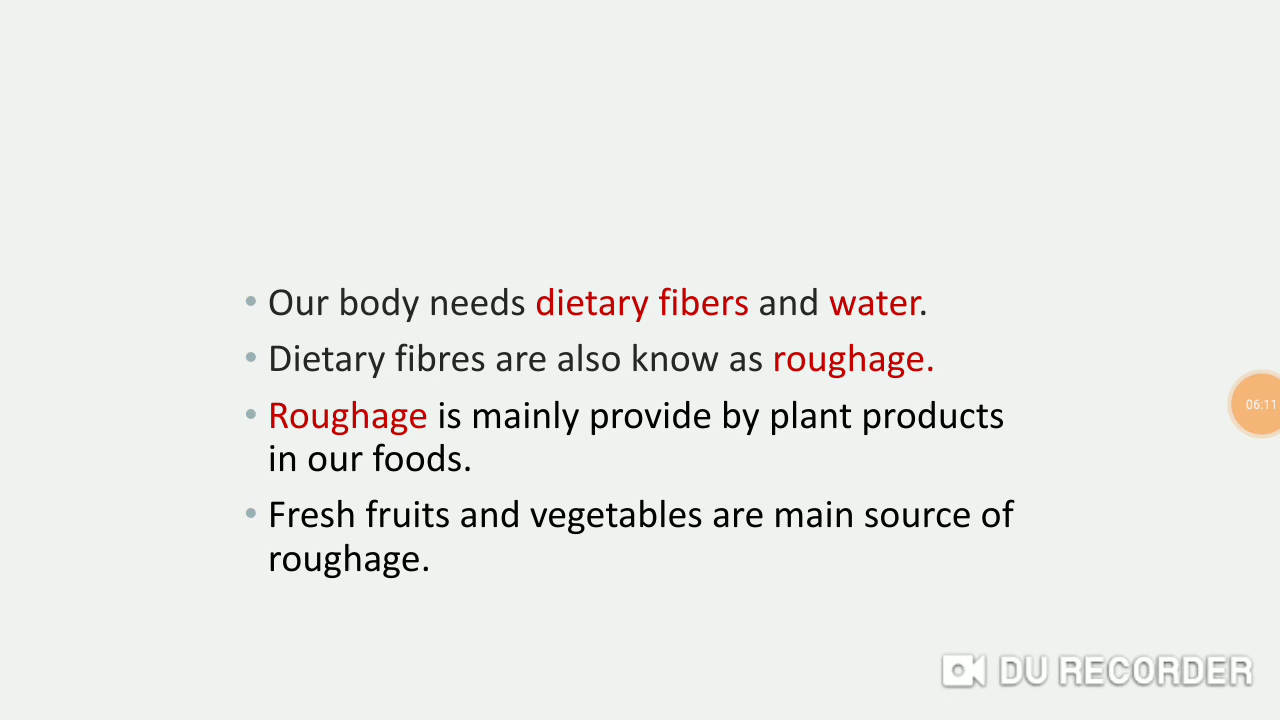 • Our body needs dietary fibers and water.
• Dietary fibres are also know as roughage.
• Roughage is mainly provide by plant products
in our foods.
• Fresh fruits and vegetables are main source of
roughage.
06:11
DU RECORDER